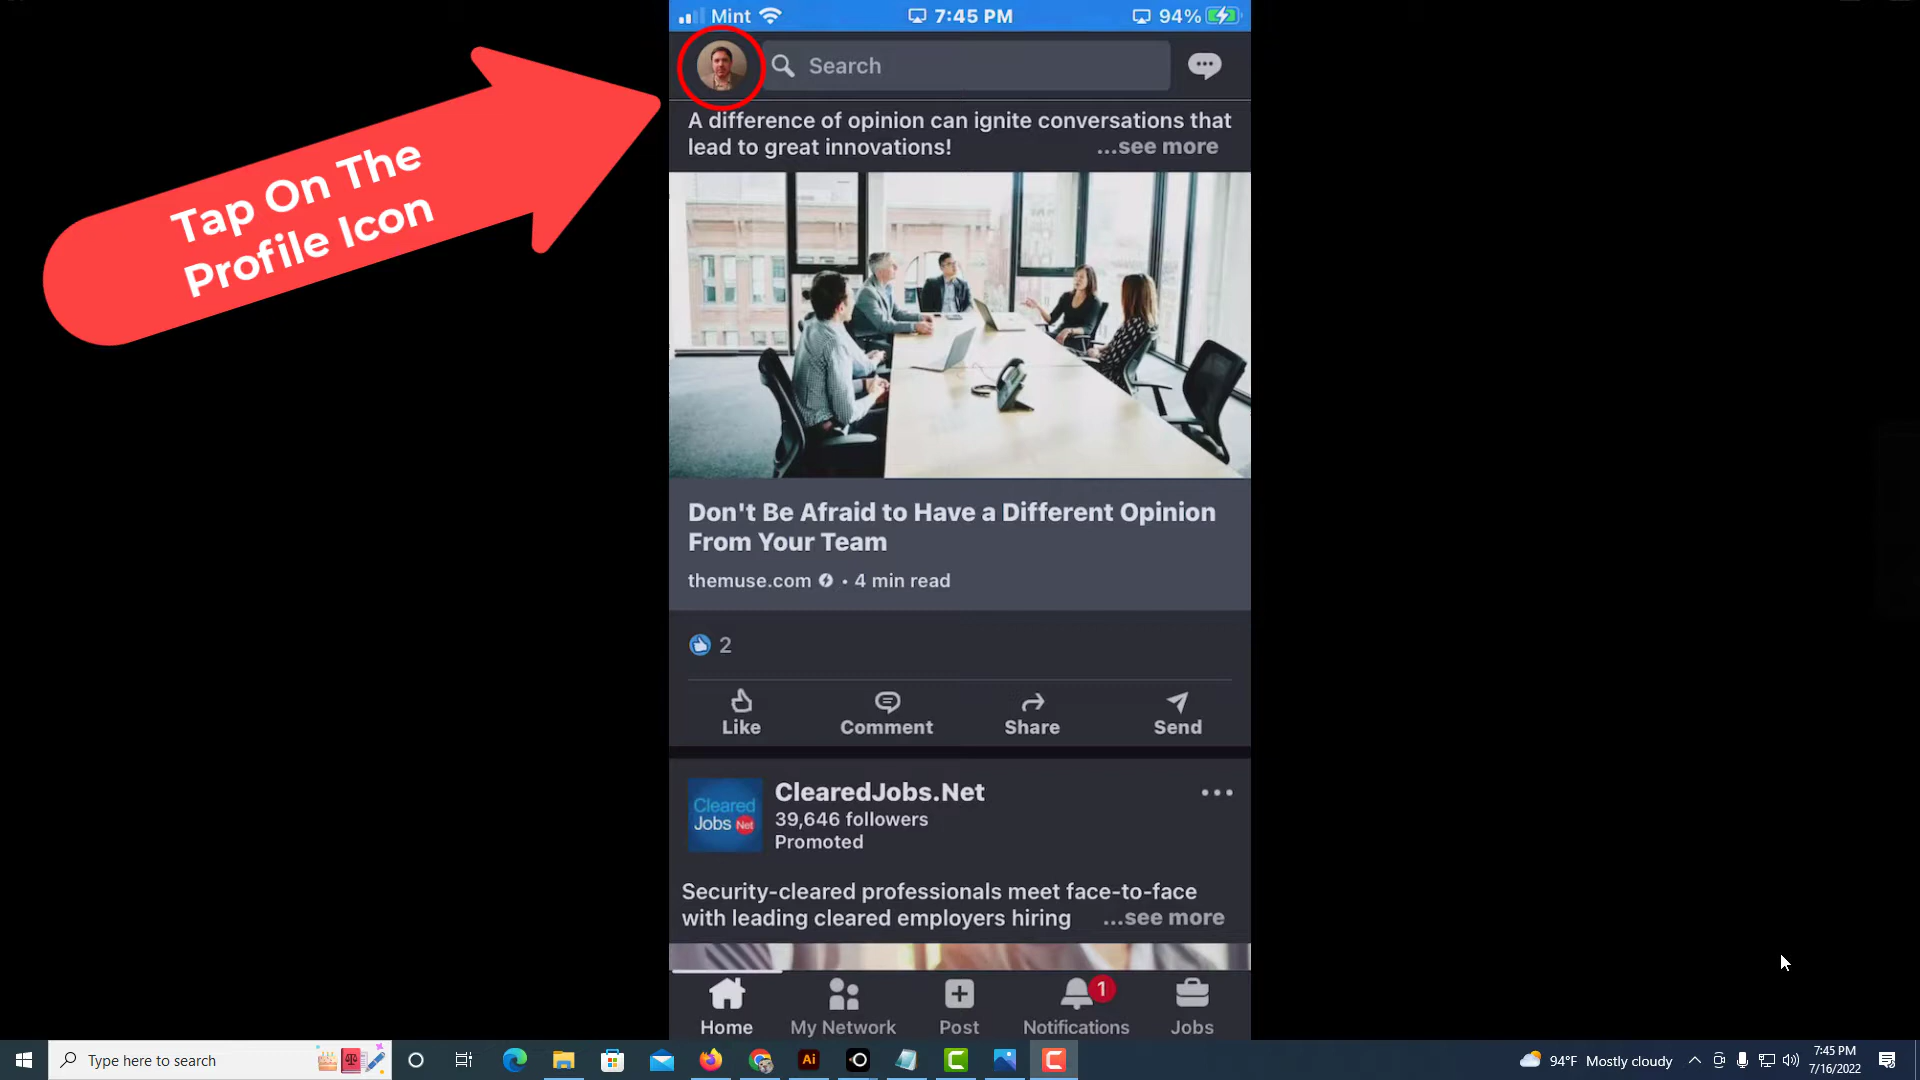 Mint
7:45 PM
94%
Search
Tap On The
Profile Icon
A difference of opinion can ignite conversations that
lead to great innovations!
...see more
Don't Be Afraid to Have a Different Opinion
From Your Team
themuse.com • 4 min read
2
Like
Comment
Share
Send
Cleared
Jobs Net
ClearedJobs.Net
39,646 followers
Promoted
Security-cleared professionals meet face-to-face
with leading cleared employers hiring
...see more
Home
My Network
Post
1
Notifications
Jobs
Type here to search
Ai
94°F Mostly cloudy
7:45 PM
7/16/2022